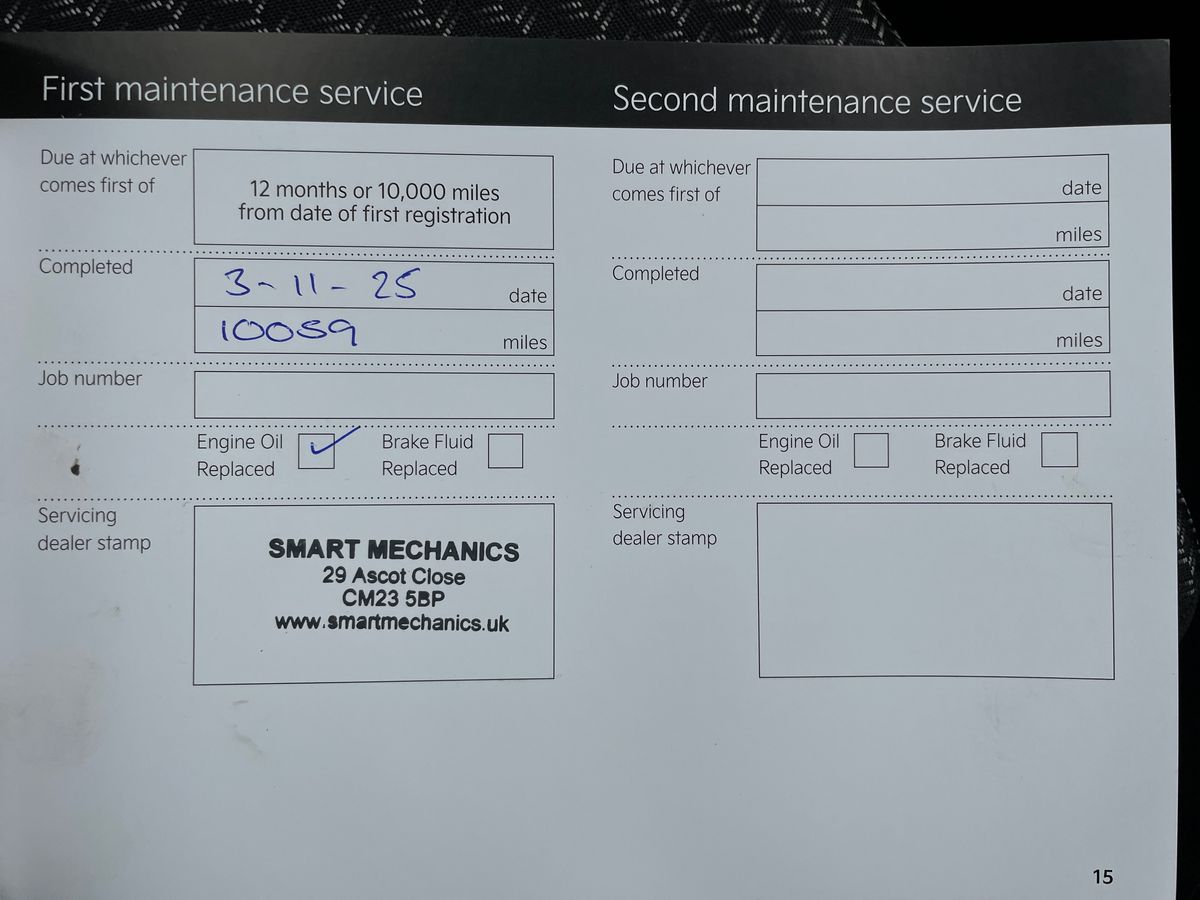 First maintenance service
Due at whichever
comes first of
12 months or 10,000 miles
from date of first registration
Completed
3-11-25
date
10059
miles
Job number
Engine Oil
Replaced
Brake Fluid
Replaced
Servicing
dealer stamp
SMART MECHANICS
29 Ascot Close
CM23 5BP
www.smartmechanics.uk
Second maintenance service
Due at whichever
comes first of
date
miles
Completed
date
miles
Job number
Engine Oil
Replaced
Brake Fluid
Replaced
Servicing
dealer stamp
15